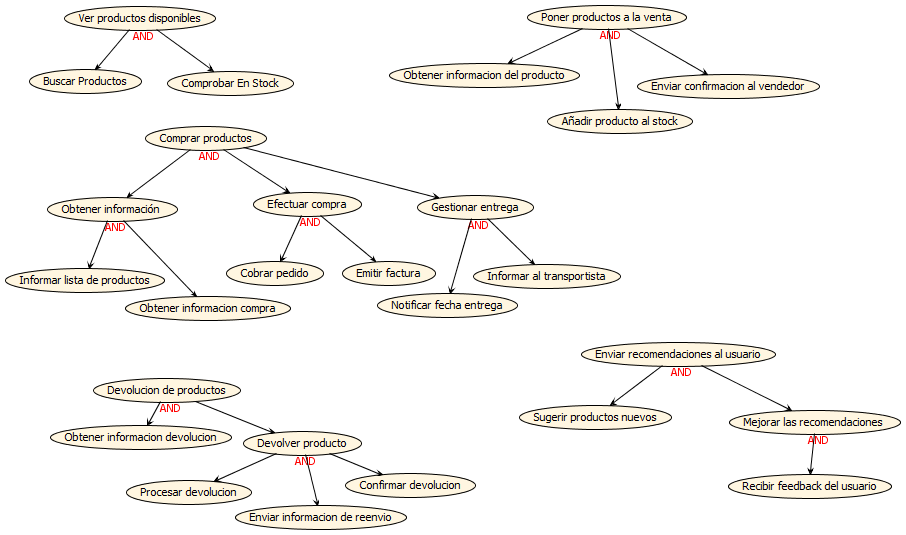 Ver productos disponibles
AND
Buscar Productos
Comprobar En Stock
Poner productos a la venta
AND
Obtener informacion del producto
Enviar confirmacion al vendedor
Añadir producto al stock
Comprar productos
AND
Obtener información
AND
Efectuar compra
AND
Gestionar entrega
AND
Informar lista de productos
Obtener informacion compra
Cobrar pedido
Emitir factura
Informar al transportista
Notificar fecha entrega
Devolucion de productos
AND
Obtener informacion devolucion
Devolver producto
AND
Procesar devolucion
Enviar informacion de reenvio
Confirmar devolucion
Enviar recomendaciones al usuario
AND
Sugerir productos nuevos
Mejorar las recomendaciones
AND
Recibir feedback del usuario